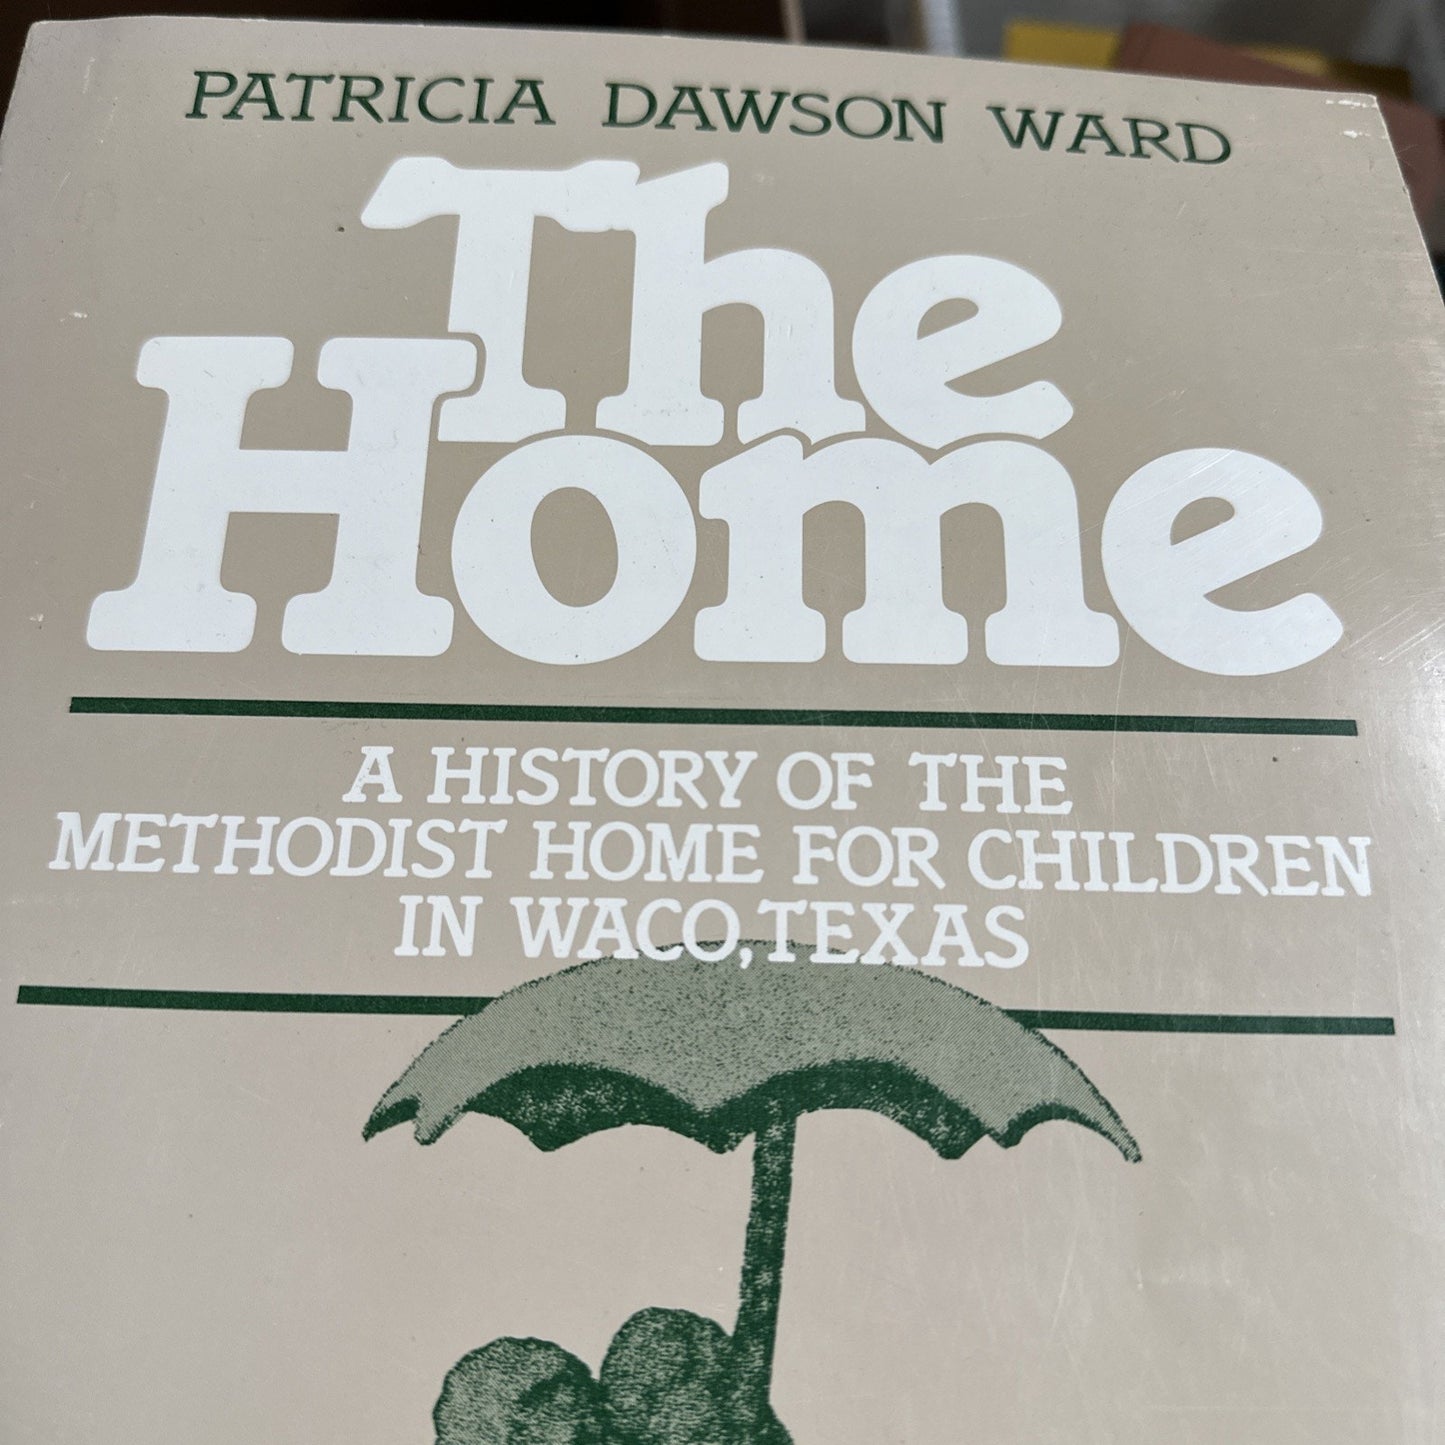 PATRICIA DAWSON WARD
The
Home
A HISTORY OF THE
METHODIST HOME FOR CHILDREN
IN WACO, TEXAS